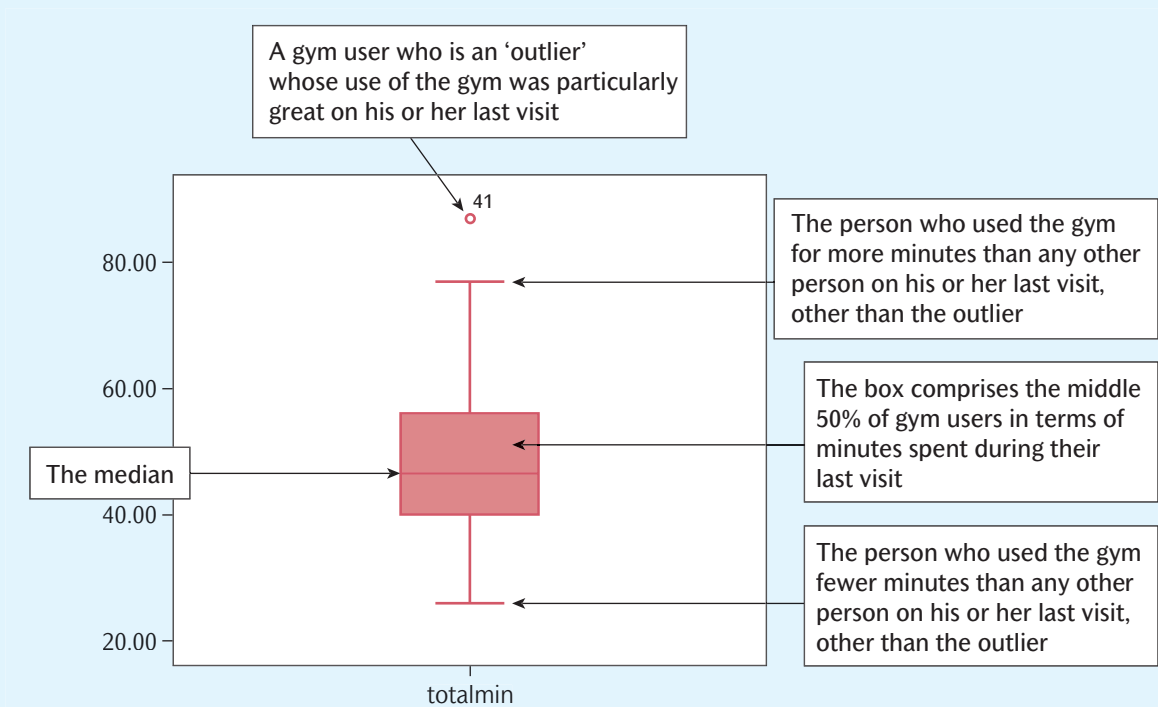 A gym user who is an ‘outlier’
whose use of the gym was particularly
great on his or her last visit
41
The person who used the gym
for more minutes than any other
person on his or her last visit,
other than the outlier
80.00
60.00
The box comprises the middle
50% of gym users in terms of
minutes spent during their
last visit
The median
40.00
The person who used the gym
fewer minutes than any other
person on his or her last visit,
other than the outlier
20.00
totalmin